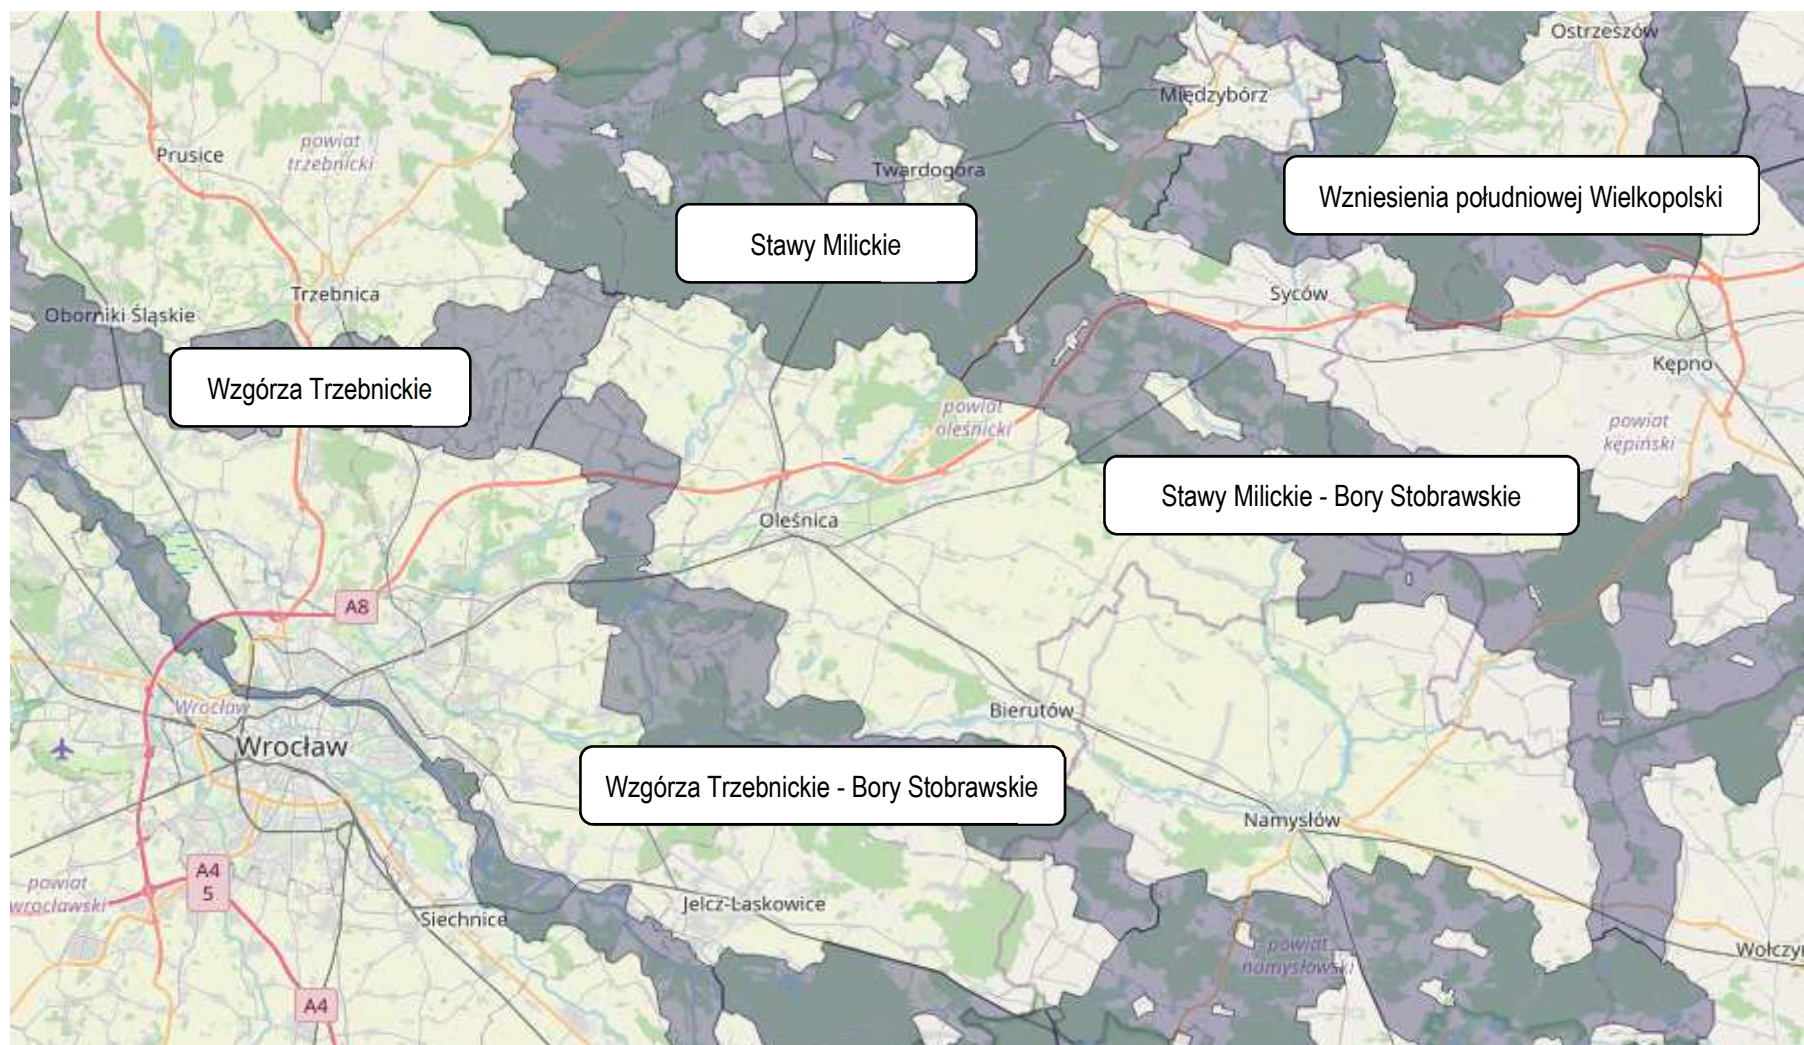 Ostrzeszów
Międzybórz
powiat
trzebnicki
Prusice
Twardogóra
Wzniesienia południowej Wielkopolski
Stawy Milickie
Trzebnica
Syców
Oborniki Śląskie
Kępno
Wzgórza Trzebnickie
powiat
oleśnicki
powiat
kępiński
Stawy Milickie - Bory Stobrawskie
Oleśnica
A8
Wrocław
Bierutów
Wrocław
Wzgórza Trzebnickie - Bory Stobrawskie
Namysłów
A4
5
powiat
wrocławski
Jelcz-Laskowice
Siechnice
powiat
namysłowski
Wołczyn
A4